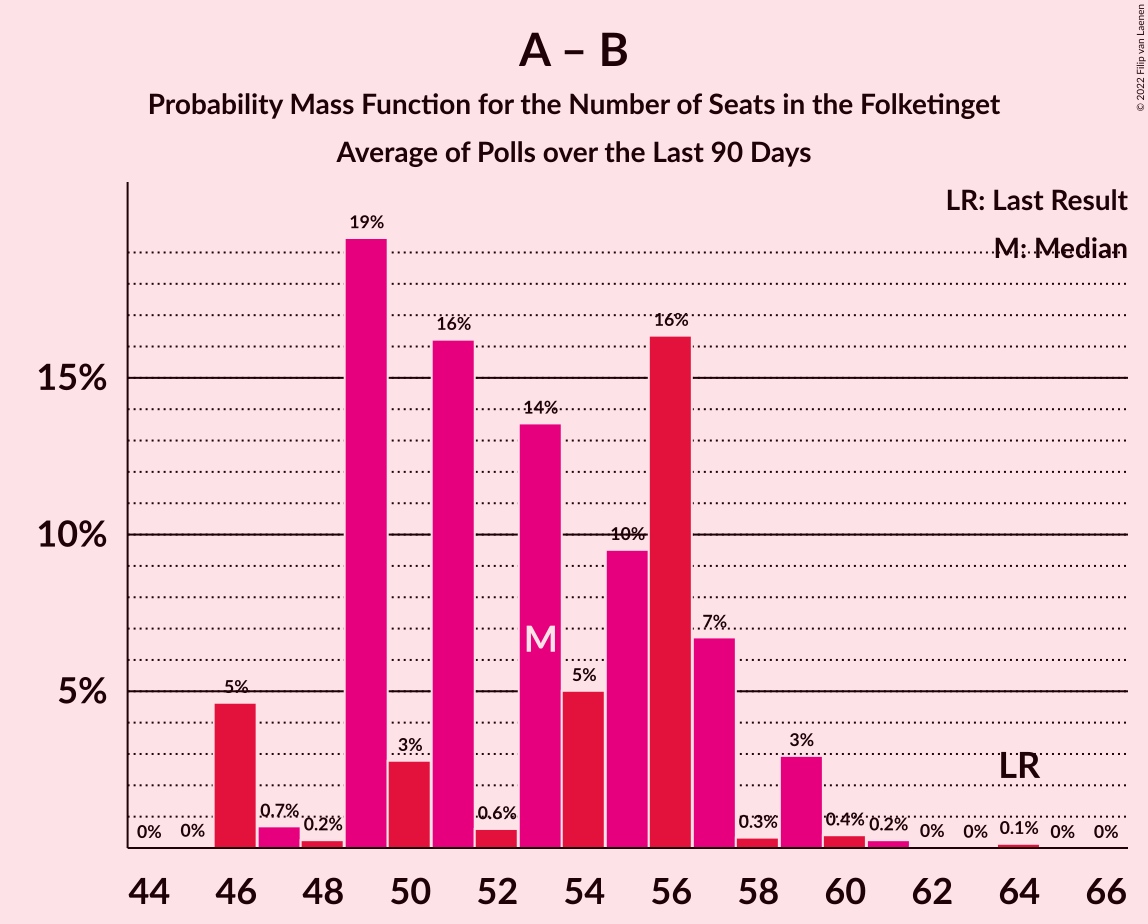 A – B
Probability Mass Function for the Number of Seats in the Folketinget
Average of Polls over the Last 90 Days
© 2022 Filip van Laenen
LR: Last Result
M: Median
19%
16%
16%
15%
14%
10%
10%
7%
M
5%
5%
5%
3%
3%
LR
0.7%
0.2%
0.6%
0.3%
0.4%
0.2%
0.1%
0%
0%
0%
0%
0%
0%
44 46 48 50 52 54 56 58 60 62 64 66